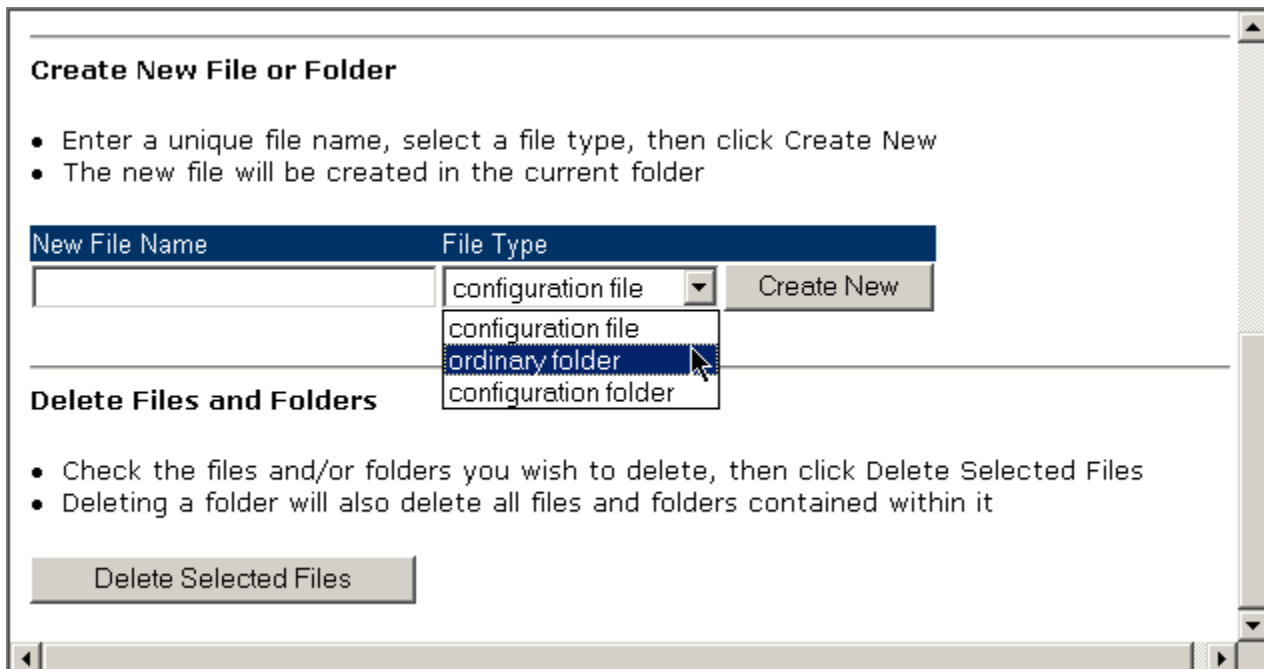 Create New File or Folder
• Enter a unique file name, select a file type, then click Create New
• The new file will be created in the current folder
New File Name File Type
configuration file Create New
configuration file
ordinary folder
configuration folder
Delete Files and Folders
• Check the files and/or folders you wish to delete, then click Delete Selected Files
• Deleting a folder will also delete all files and folders contained within it
Delete Selected Files